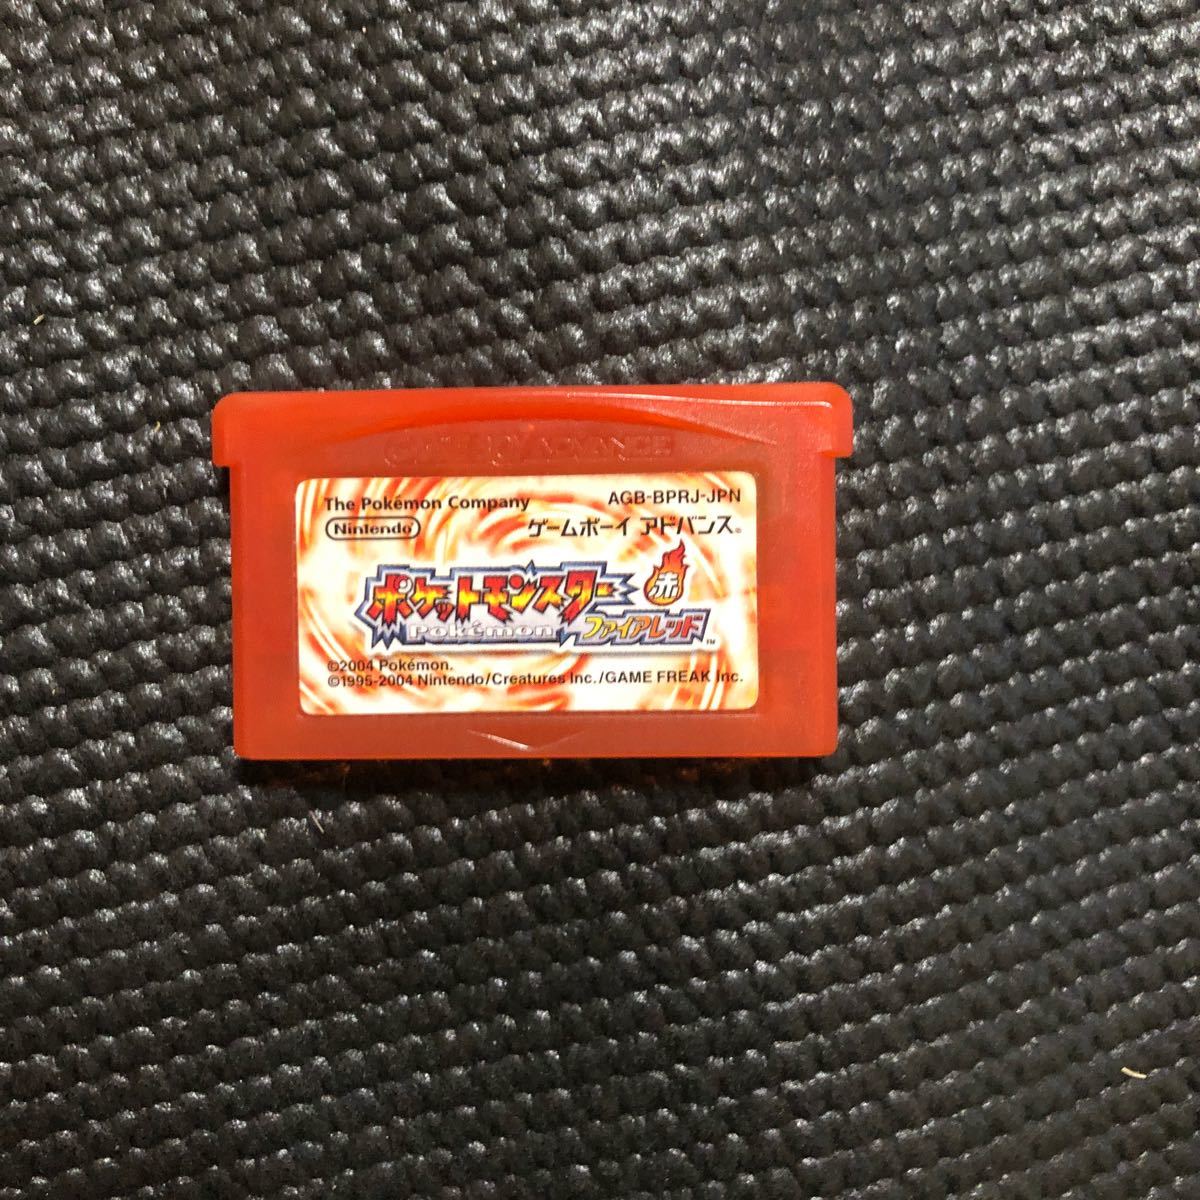 GAME BOY ADVANCE
The Pokémon Company AGB-BPRJ-JPN
Nintendo ゲームボーイ アドバンス®
ポケットモンスター 赤
Pokémon ファイアレッド™
©2004 Pokémon.
©1995-2004 Nintendo/Creatures Inc./GAME FREAK Inc.